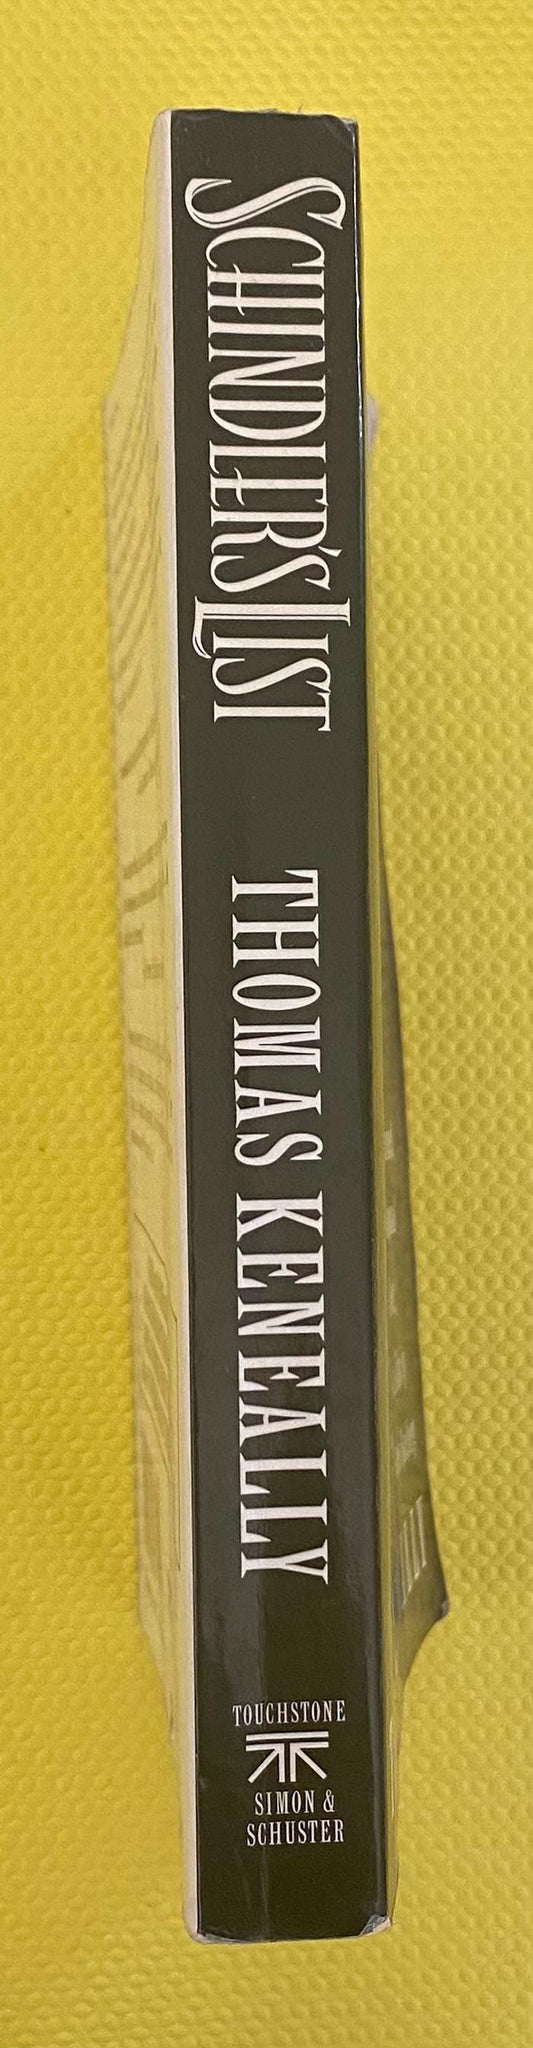 SCHINDLER'S LIST
THOMAS KENEALLY
TOUCHSTONE
SIMON &
SCHUSTER